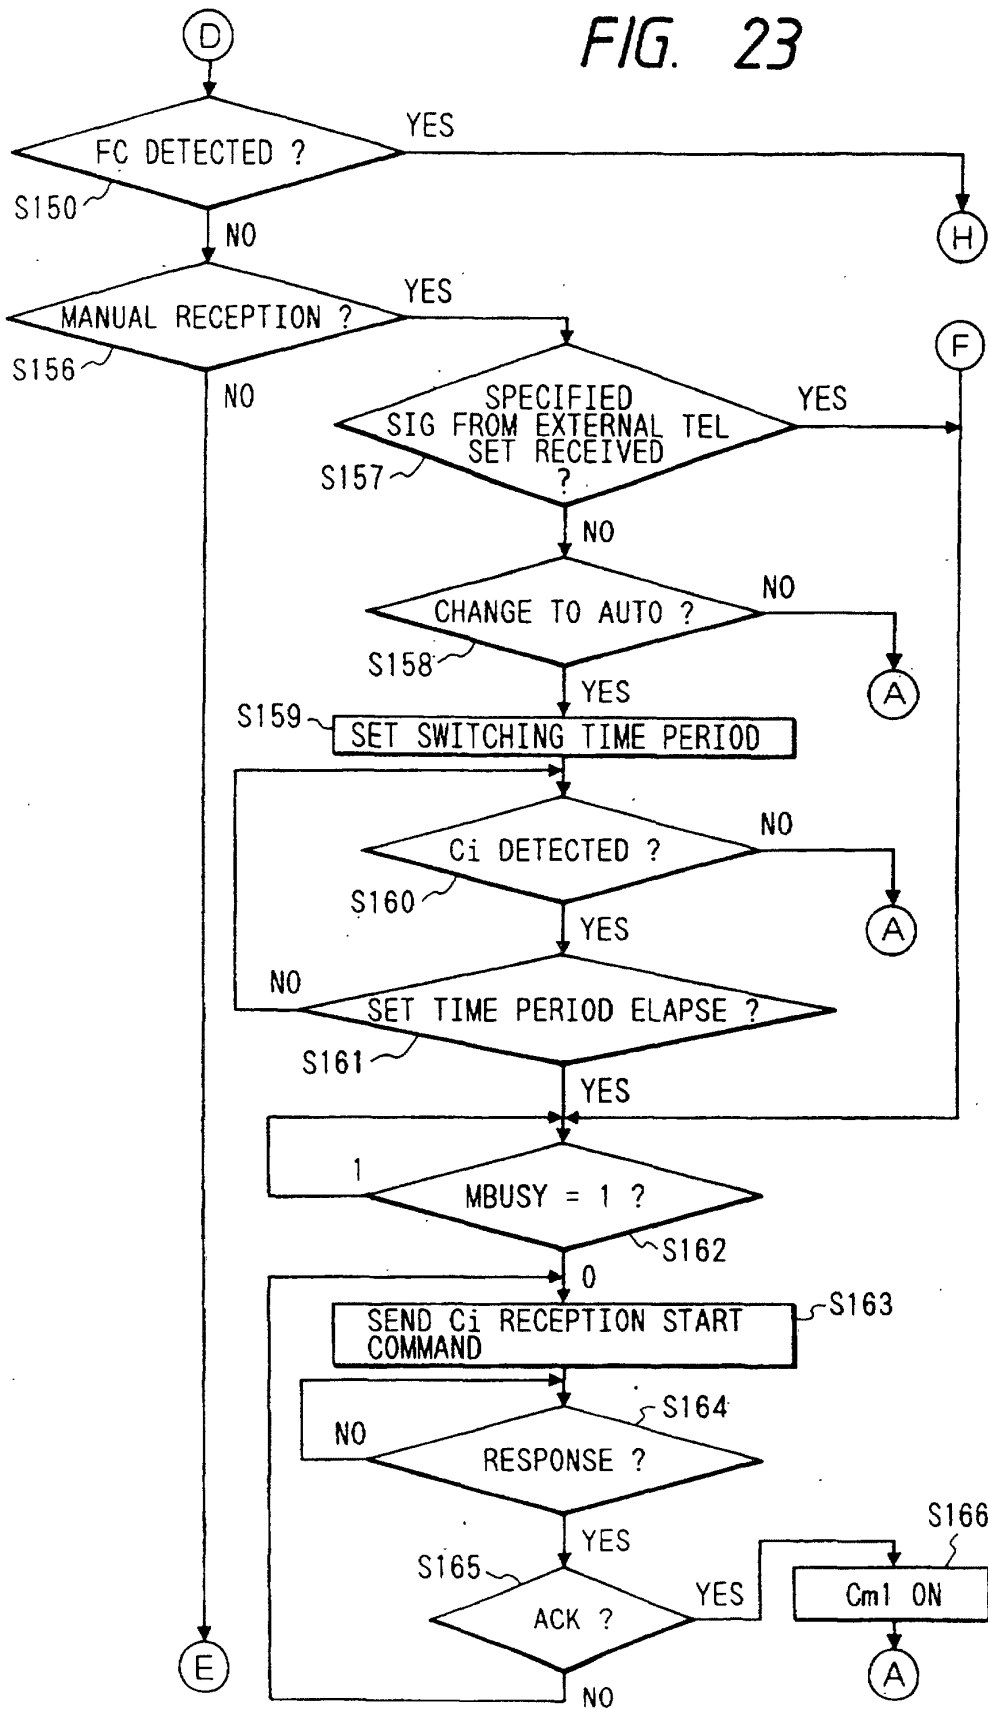 FIG. 23
D
FC DETECTED ?
YES
S150
NO
H
MANUAL RECEPTION ?
YES
S156
NO
F
SPECIFIED
SIG FROM EXTERNAL TEL
SET RECEIVED
?
YES
S157
NO
CHANGE TO AUTO ?
NO
S158
A
YES
S159
SET SWITCHING TIME PERIOD
Ci DETECTED ?
NO
S160
A
YES
SET TIME PERIOD ELAPSE ?
NO
S161
YES
MBUSY = 1 ?
1
S162
0
SEND Ci RECEPTION START
COMMAND
S163
S164
RESPONSE ?
NO
YES
S165
ACK ?
YES
S166
Cm1 ON
A
NO
E